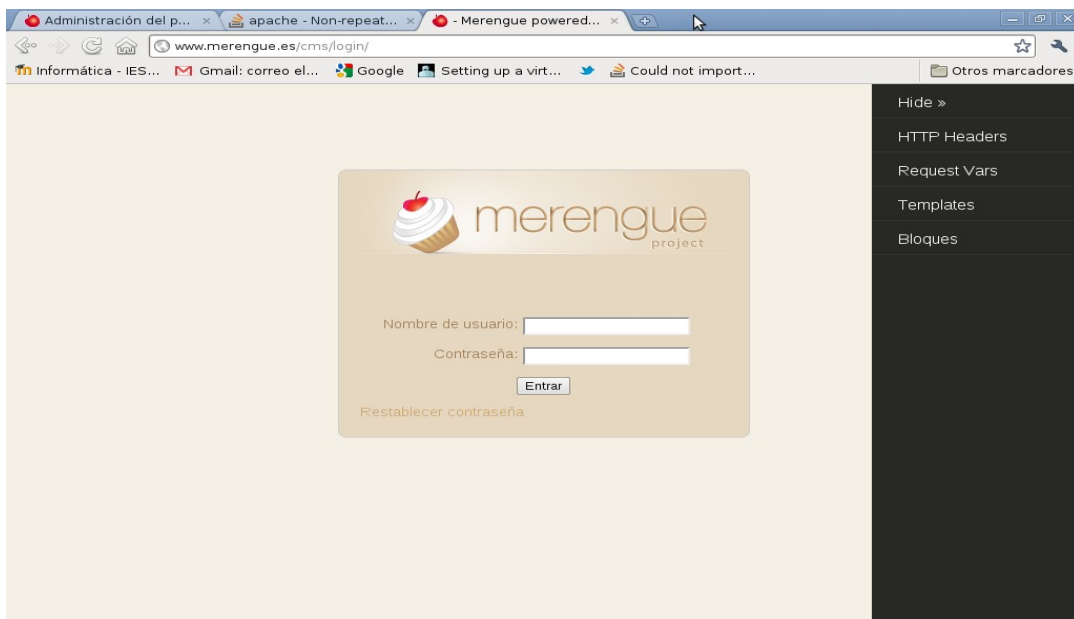 Administración del p... apache - Non-repeat... - Merengue powered...
www.merengue.es/cms/login/
Informática - IES... Gmail: correo el... Google Setting up a virt... Could not import... Otros marcadores
Hide »
HTTP Headers
Request Vars
Templates
Bloques
merengue
project
Nombre de usuario:
Contraseña:
Entrar
Restablecer contraseña